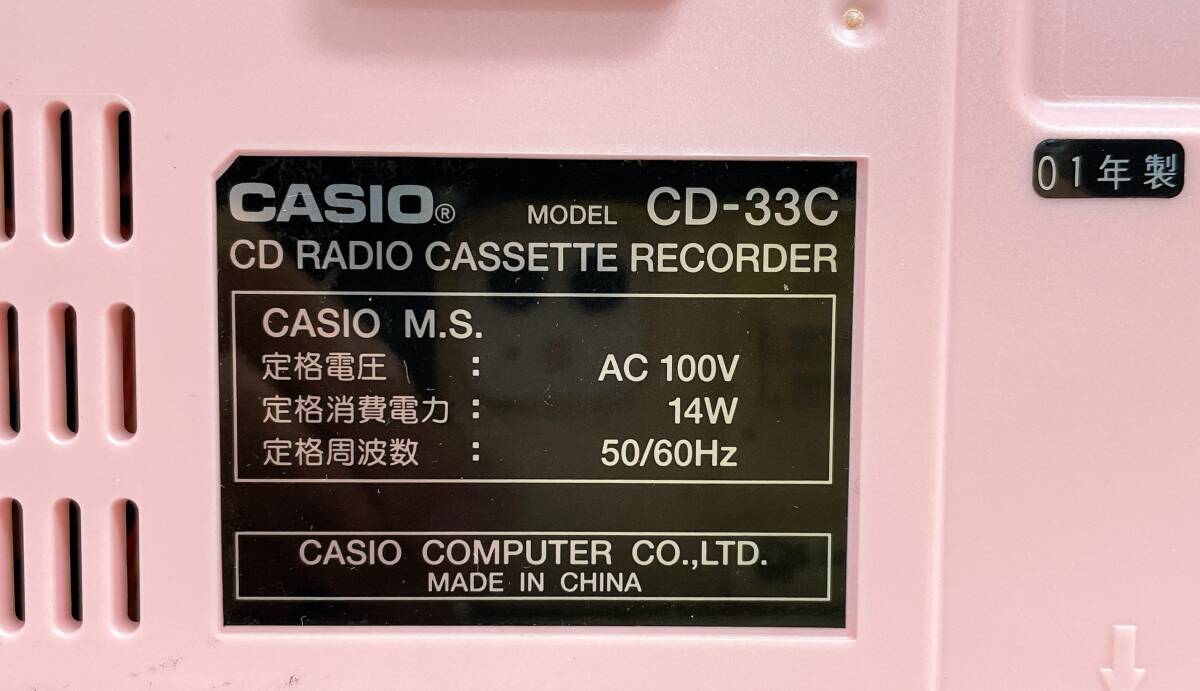 CASIO® MODEL CD-33C
CD RADIO CASSETTE RECORDER
CASIO M.S.
定格電圧 : AC 100V
定格消費電力 : 14W
定格周波数 : 50/60Hz
CASIO COMPUTER CO.,LTD.
MADE IN CHINA
01年製